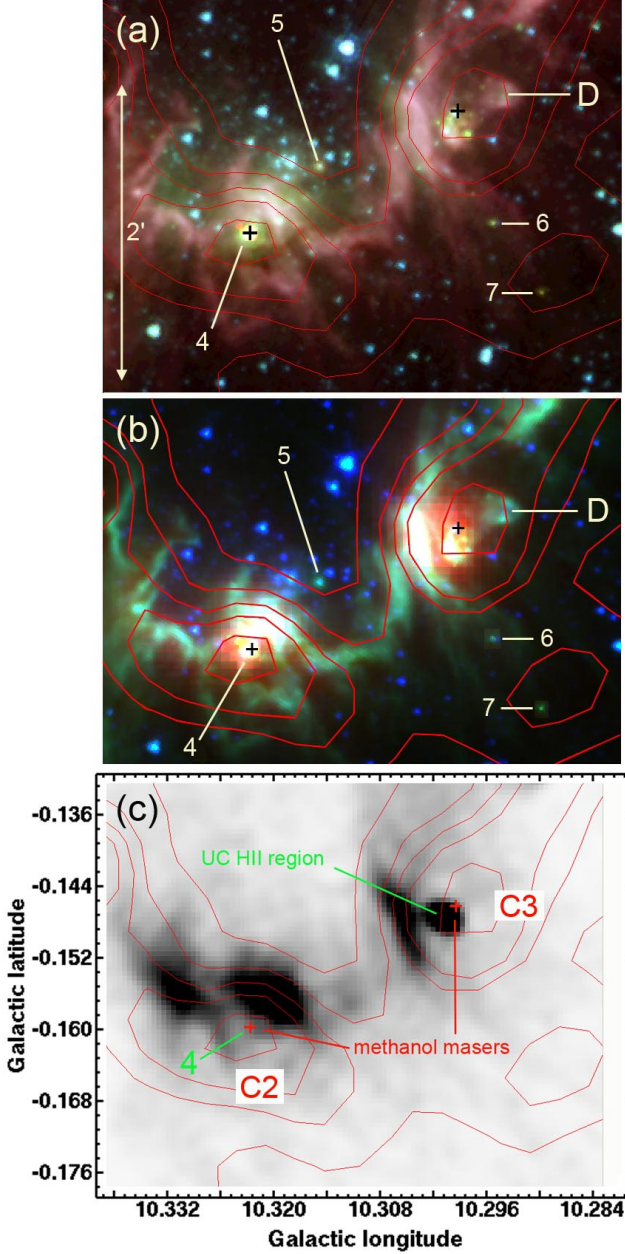 (a)
5
D
2'
6
7
4
(b)
5
D
6
7
4
(c)
-0.136
-0.144
-0.152
-0.160
-0.168
-0.176
Galactic latitude
UC HII region
C3
methanol masers
4
C2
10.332
10.320
10.308
10.296
10.284
Galactic longitude